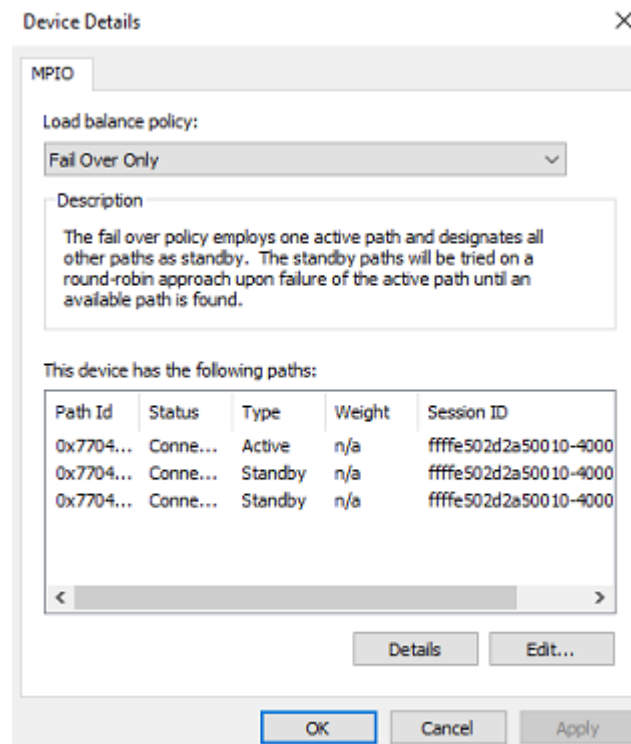 Device Details
MPIO
Load balance policy:
Fail Over Only
Description
The fail over policy employs one active path and designates all
other paths as standby. The standby paths will be tried on a
round-robin approach upon failure of the active path until an
available path is found.
This device has the following paths:
Path Id Status Type Weight Session ID
0x7704... Conne... Active n/a ffffe502d2a50010-4000
0x7704... Conne... Standby n/a ffffe502d2a50010-4000
0x7704... Conne... Standby n/a ffffe502d2a50010-4000
Details Edit...
OK Cancel Apply